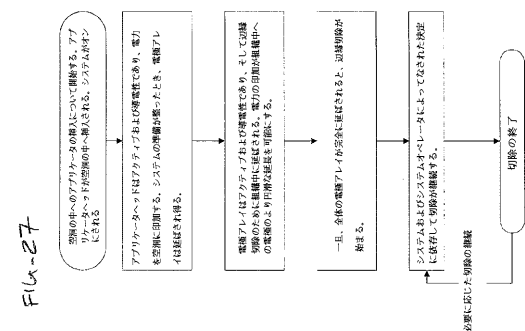 FIG-27
空洞の中へのアプリケータの挿入について開始する。アプ
リケータヘッドが空洞の中へ挿入される。システムがオン
にされる
アプリケータヘッドはアクティブおよび導電性であり、電力
を空洞に印加する。システムの準備が整ったとき、電極アレ
イは延ばされ得る。
電極アレイはアクティブおよび導電性であり、そして辺縁
切除のために組織中に延ばされる。電力の印加が組織中へ
の電極のより円滑な延長を可能にする。
一旦、全体の電極アレイが完全に延ばされると、辺縁切除が
始まる。
システムおよびシステムオペレータによってなされた決定
に依存して切除が継続する。
必要に応じた切除の継続
切除の終了